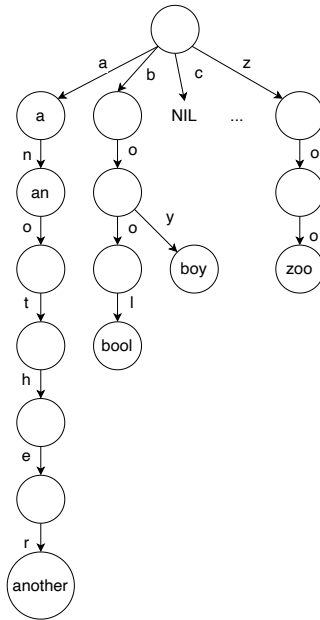 a b c z
a NIL ...
n o o
an
o o y o
boy zoo
t l
bool
h
e
r
another